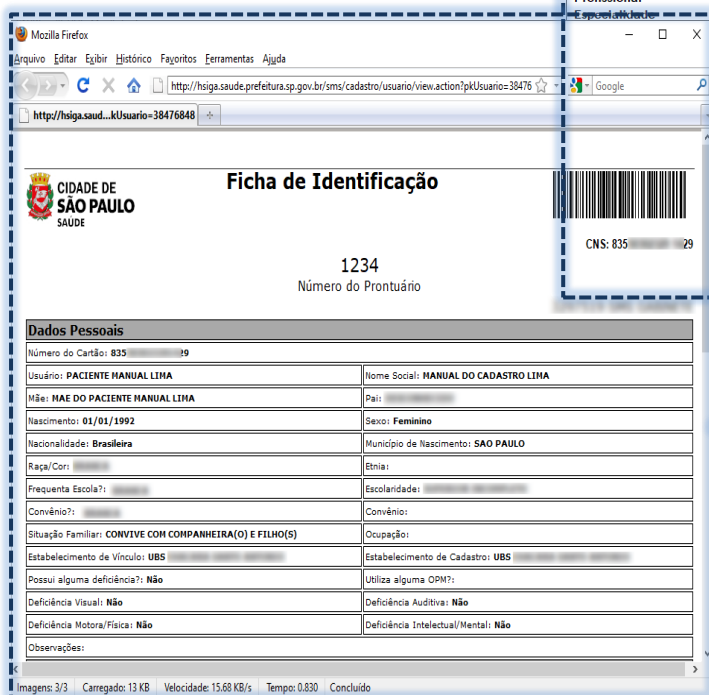 Profissional
Especialidade
Mozilla Firefox
Arquivo Editar Exibir Histórico Favoritos Ferramentas Ajuda
http://hsiga.saude.prefeitura.sp.gov.br/sms/cadastro/usuario/view.action?pkUsuario=38476
Google
http://hsiga.saud...kUsuario=38476848
CIDADE DE
SÃO PAULO
SAÚDE
Ficha de Identificação
CNS: 835 29
1234
Número do Prontuário
Dados Pessoais
Número do Cartão: 835 29
Usuário: PACIENTE MANUAL LIMA Nome Social: MANUAL DO CADASTRO LIMA
Mãe: MAE DO PACIENTE MANUAL LIMA Pai:
Nascimento: 01/01/1992 Sexo: Feminino
Nacionalidade: Brasileira Município de Nascimento: SAO PAULO
Raça/Cor: Etnia:
Frequenta Escola?: Escolaridade:
Convênio?: Convênio:
Situação Familiar: CONVIVE COM COMPANHEIRA(O) E FILHO(S) Ocupação:
Estabelecimento de Vínculo: UBS Estabelecimento de Cadastro: UBS
Possui alguma deficiência?: Não Utiliza alguma OPM?:
Deficiência Visual: Não Deficiência Auditiva: Não
Deficiência Motora/Física: Não Deficiência Intelectual/Mental: Não
Observações:
Imagens: 3/3 Carregado: 13 KB Velocidade: 15.68 KB/s Tempo: 0.830 Concluído